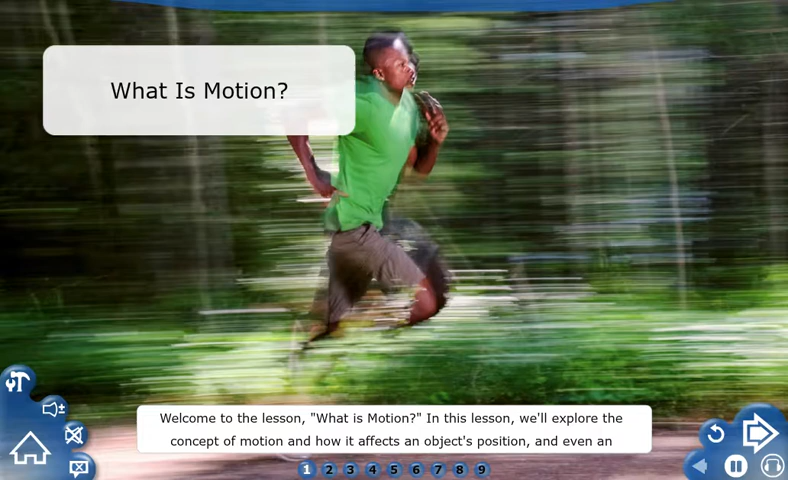 What Is Motion?
Welcome to the lesson, "What is Motion?" In this lesson, we'll explore the
concept of motion and how it affects an object's position, and even an
1 2 3 4 5 6 7 8 9